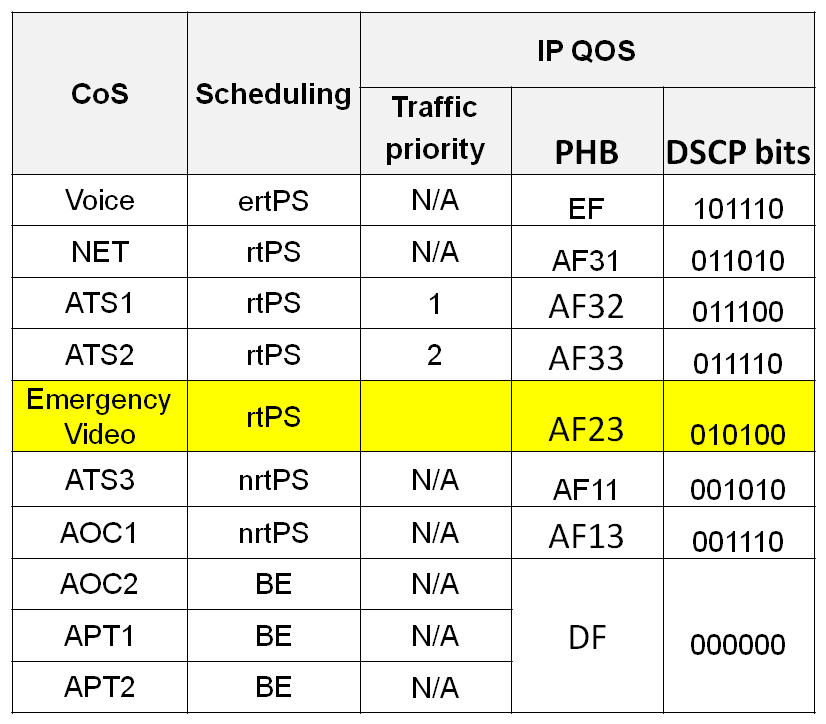 CoS Scheduling IP QOS
Traffic priority PHB DSCP bits
Voice ertPS N/A EF 101110
NET rtPS N/A AF31 011010
ATS1 rtPS 1 AF32 011100
ATS2 rtPS 2 AF33 011110
Emergency Video rtPS AF23 010100
ATS3 nrtPS N/A AF11 001010
AOC1 nrtPS N/A AF13 001110
AOC2 BE N/A DF 000000
APT1 BE N/A
APT2 BE N/A